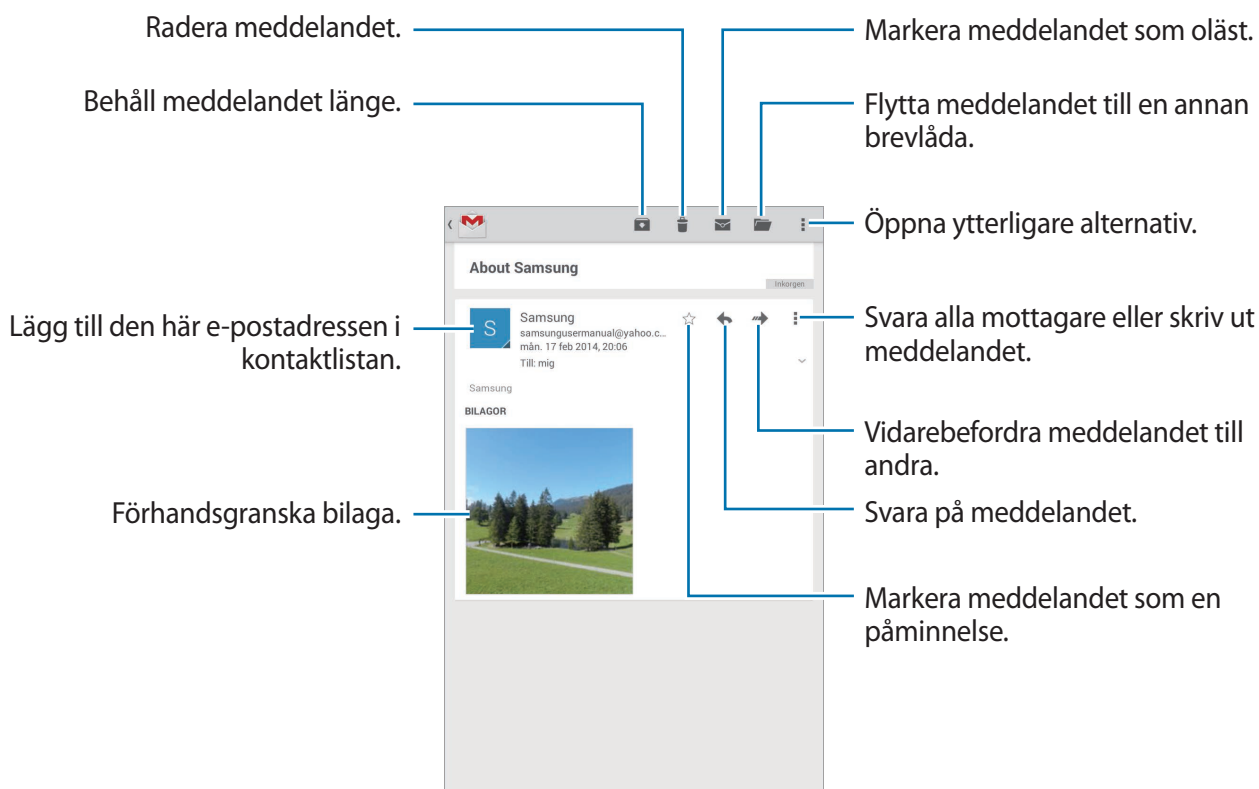 Radera meddelandet.
Behåll meddelandet länge.
Markera meddelandet som oläst.
Flytta meddelandet till en annan
brevlåda.
Öppna ytterligare alternativ.
About Samsung
Inkorgen
Lägg till den här e-postadressen i
kontaktlistan.
S
Samsung
samsungusermanual@yahoo.c...
mån. 17 feb 2014, 20:06
Till: mig
Samsung
BILAGOR
Svara alla mottagare eller skriv ut
meddelandet.
Vidarebefordra meddelandet till
andra.
Förhandsgranska bilaga.
Svara på meddelandet.
Markera meddelandet som en
påminnelse.